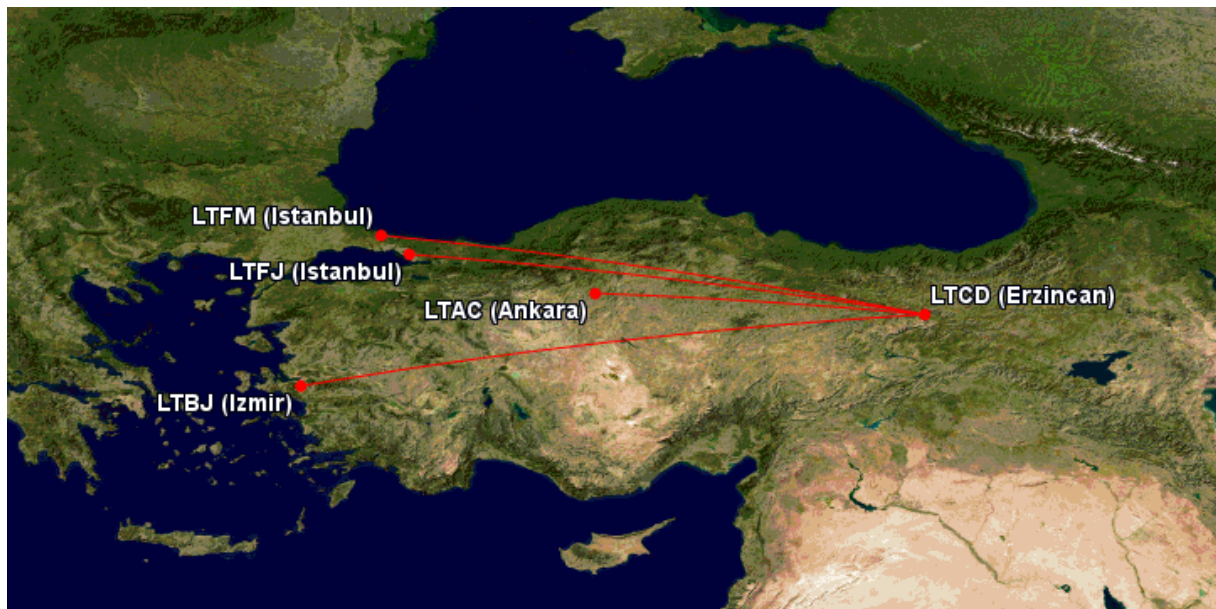 LTFM (Istanbul)
LTFJ (Istanbul)
LTCD (Erzincan)
LTAC (Ankara)
LTBJ (Izmir)